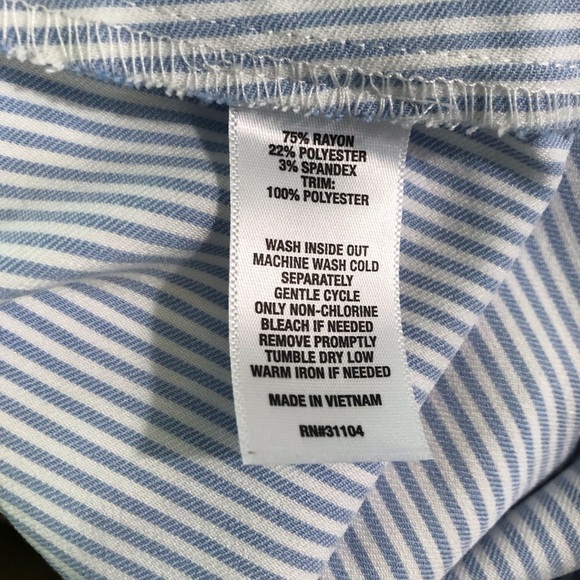 75% RAYON
22% POLYESTER
3% SPANDEX
TRIM:
100% POLYESTER
WASH INSIDE OUT
MACHINE WASH COLD
SEPARATELY
GENTLE CYCLE
ONLY NON-CHLORINE
BLEACH IF NEEDED
REMOVE PROMPTLY
TUMBLE DRY LOW
WARM IRON IF NEEDED
MADE IN VIETNAM
RN#31104